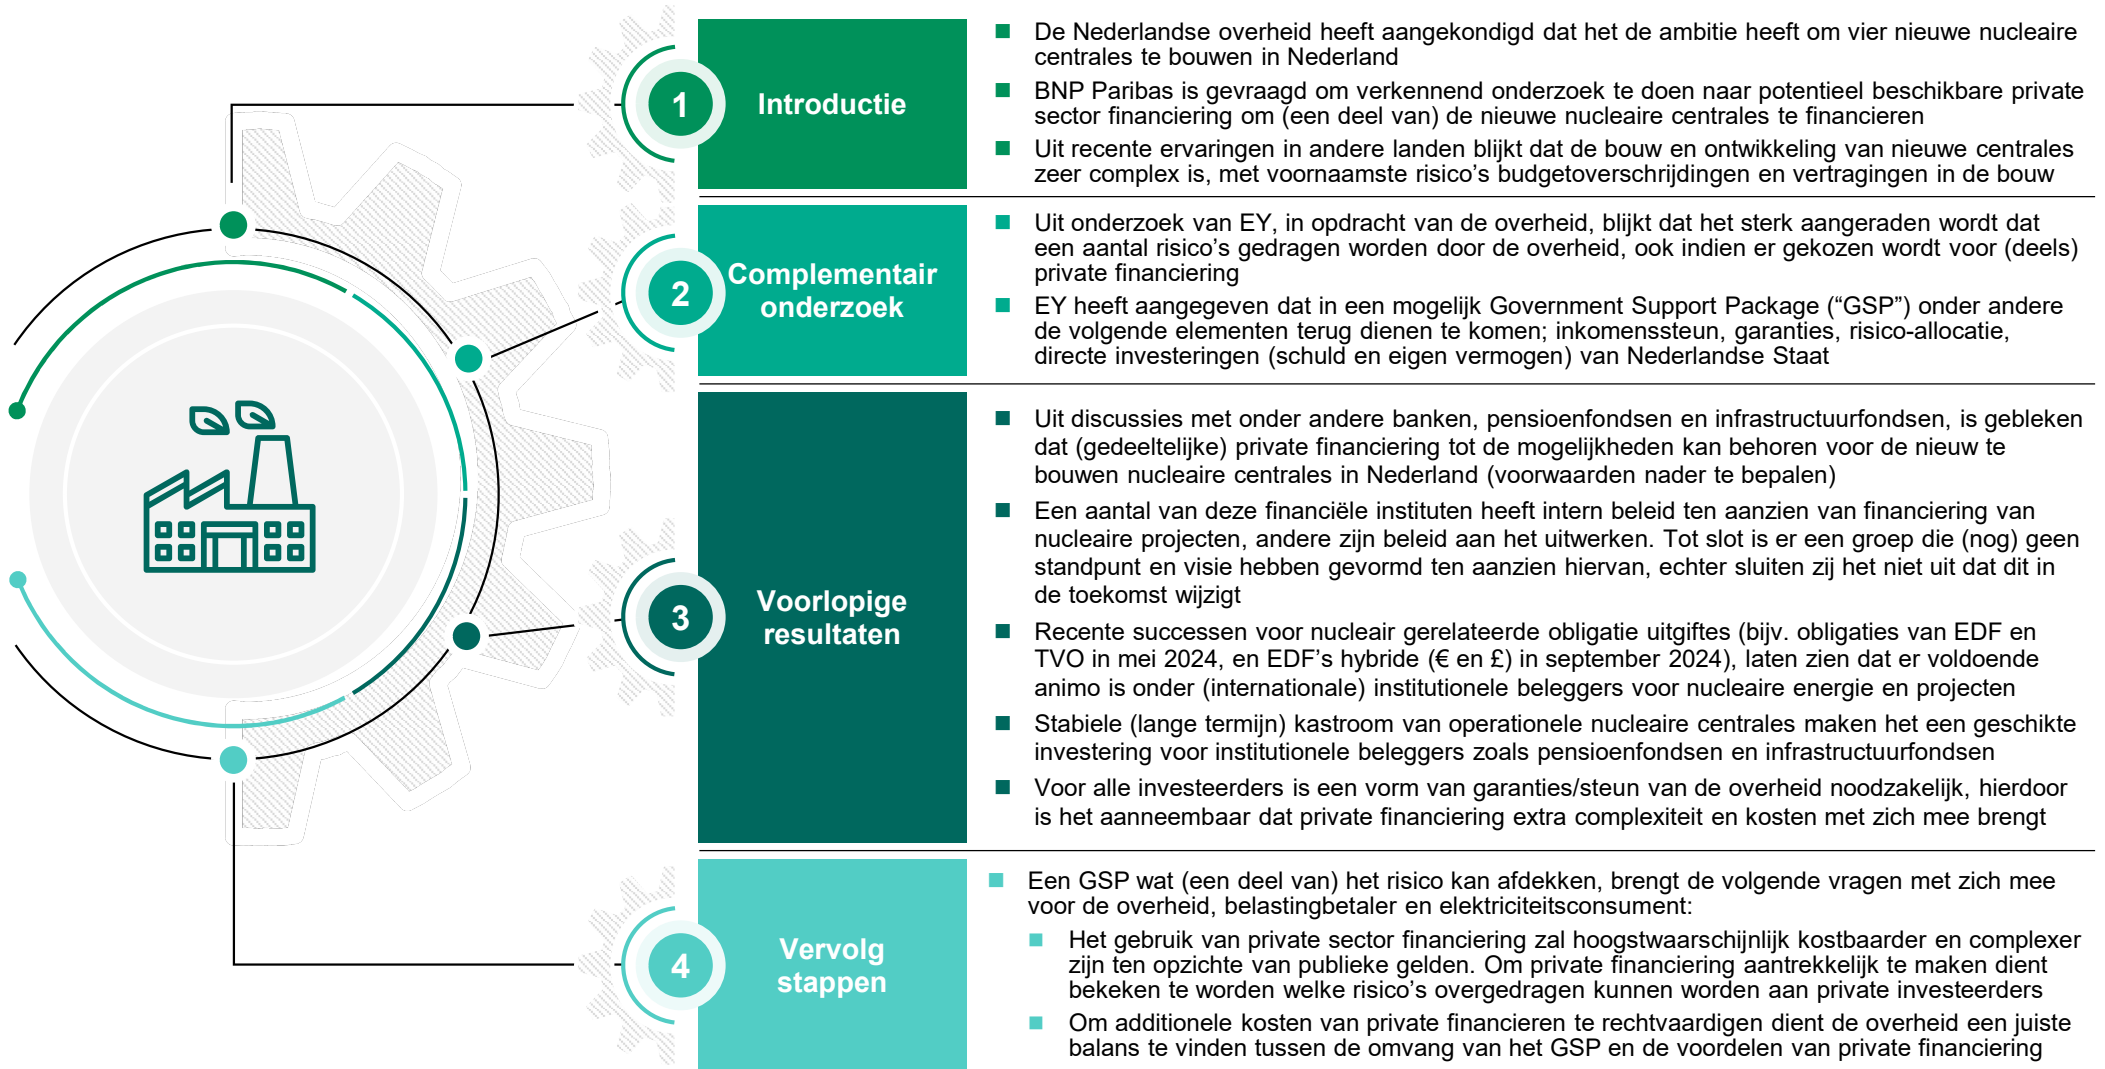 1
Introductie
De Nederlandse overheid heeft aangekondigd dat het de ambitie heeft om vier nieuwe nucleaire
centrales te bouwen in Nederland
BNP Paribas is gevraagd om verkennend onderzoek te doen naar potentieel beschikbare private
sector financiering om (een deel van) de nieuwe nucleaire centrales te financieren
Uit recente ervaringen in andere landen blijkt dat de bouw en ontwikkeling van nieuwe centrales
zeer complex is, met voornaamste risico’s budgetoverschrijdingen en vertragingen in de bouw
2
Complementair
onderzoek
Uit onderzoek van EY, in opdracht van de overheid, blijkt dat het sterk aangeraden wordt dat
een aantal risico’s gedragen worden door de overheid, ook indien er gekozen wordt voor (deels)
private financiering
EY heeft aangegeven dat in een mogelijk Government Support Package (“GSP”) onder andere
de volgende elementen terug dienen te komen; inkomenssteun, garanties, risico-allocatie,
directe investeringen (schuld en eigen vermogen) van Nederlandse Staat
3
Voorlopige
resultaten
Uit discussies met onder andere banken, pensioenfondsen en infrastructuurfondsen, is gebleken
dat (gedeeltelijke) private financiering tot de mogelijkheden kan behoren voor de nieuw te
bouwen nucleaire centrales in Nederland (voorwaarden nader te bepalen)
Een aantal van deze financiële instituten heeft intern beleid ten aanzien van financiering van
nucleaire projecten, andere zijn beleid aan het uitwerken. Tot slot is er een groep die (nog) geen
standpunt en visie hebben gevormd ten aanzien hiervan, echter sluiten zij het niet uit dat dit in
de toekomst wijzigt
Recente successen voor nucleair gerelateerde obligatie uitgiftes (bijv. obligaties van EDF en
TVO in mei 2024, en EDF’s hybride (€ en £) in september 2024), laten zien dat er voldoende
animo is onder (internationale) institutionele beleggers voor nucleaire energie en projecten
Stabiele (lange termijn) kastroom van operationele nucleaire centrales maken het een geschikte
investering voor institutionele beleggers zoals pensioenfondsen en infrastructuurfondsen
Voor alle investeerders is een vorm van garanties/steun van de overheid noodzakelijk, hierdoor
is het aanneembaar dat private financiering extra complexiteit en kosten met zich mee brengt
4
Vervolg
stappen
Een GSP wat (een deel van) het risico kan afdekken, brengt de volgende vragen met zich mee
voor de overheid, belastingbetaler en elektriciteitsconsument:
Het gebruik van private sector financiering zal hoogstwaarschijnlijk kostbaarder en complexer
zijn ten opzichte van publieke gelden. Om private financiering aantrekkelijk te maken dient
bekeken te worden welke risico’s overgedragen kunnen worden aan private investeerders
Om additionele kosten van private financieren te rechtvaardigen dient de overheid een juiste
balans te vinden tussen de omvang van het GSP en de voordelen van private financiering